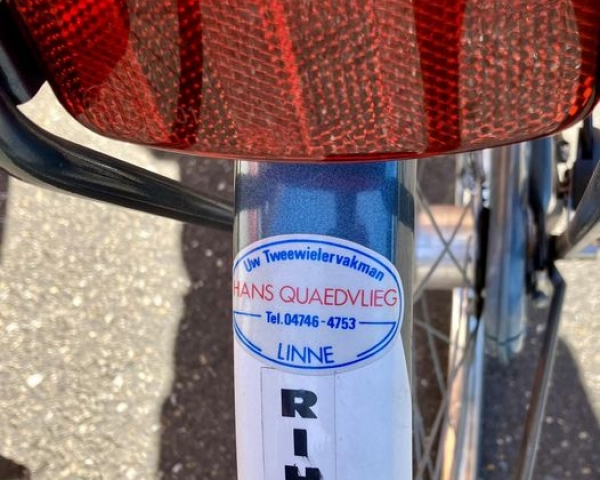 Uw Tweewielervakman
HANS QUAEDVLIEG
Tel. 04746-4753
LINNE
R
I
H